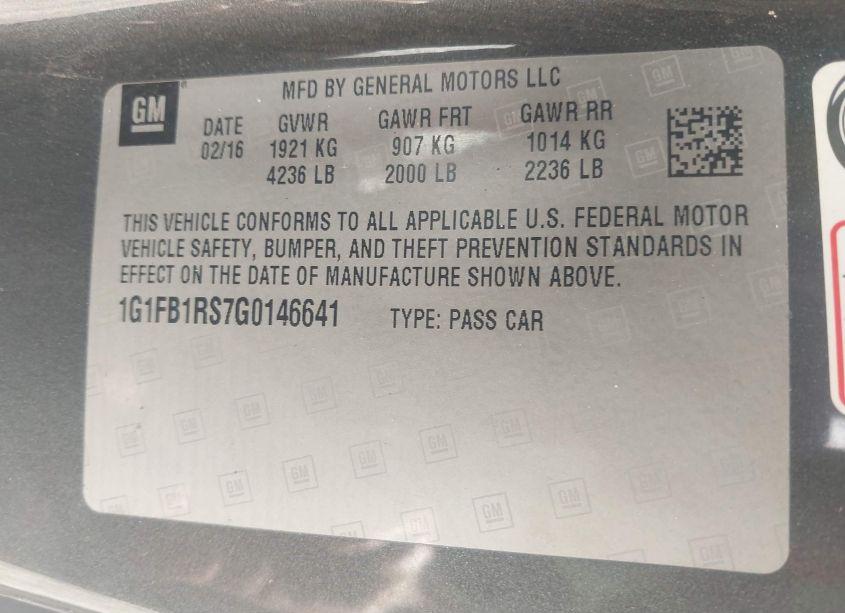 GM
MFD BY GENERAL MOTORS LLC
DATE GVWR GAWR FRT GAWR RR
02/16 1921 KG 907 KG 1014 KG
4236 LB 2000 LB 2236 LB
THIS VEHICLE CONFORMS TO ALL APPLICABLE U.S. FEDERAL MOTOR
VEHICLE SAFETY, BUMPER, AND THEFT PREVENTION STANDARDS IN
EFFECT ON THE DATE OF MANUFACTURE SHOWN ABOVE.
1G1FB1RS7G0146641 TYPE: PASS CAR